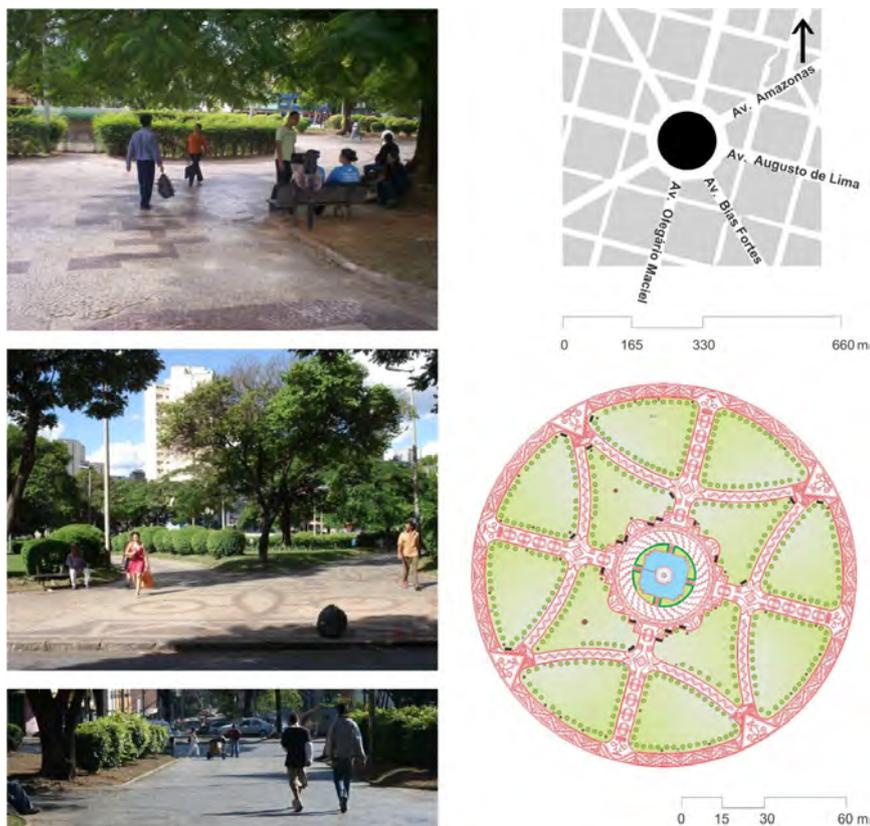 Av. Amazonas
Av. Augusto de Lima
Av. Bias Fortes
Av. Olegário Maciel
0 165 330 660 m
0 15 30 60 m